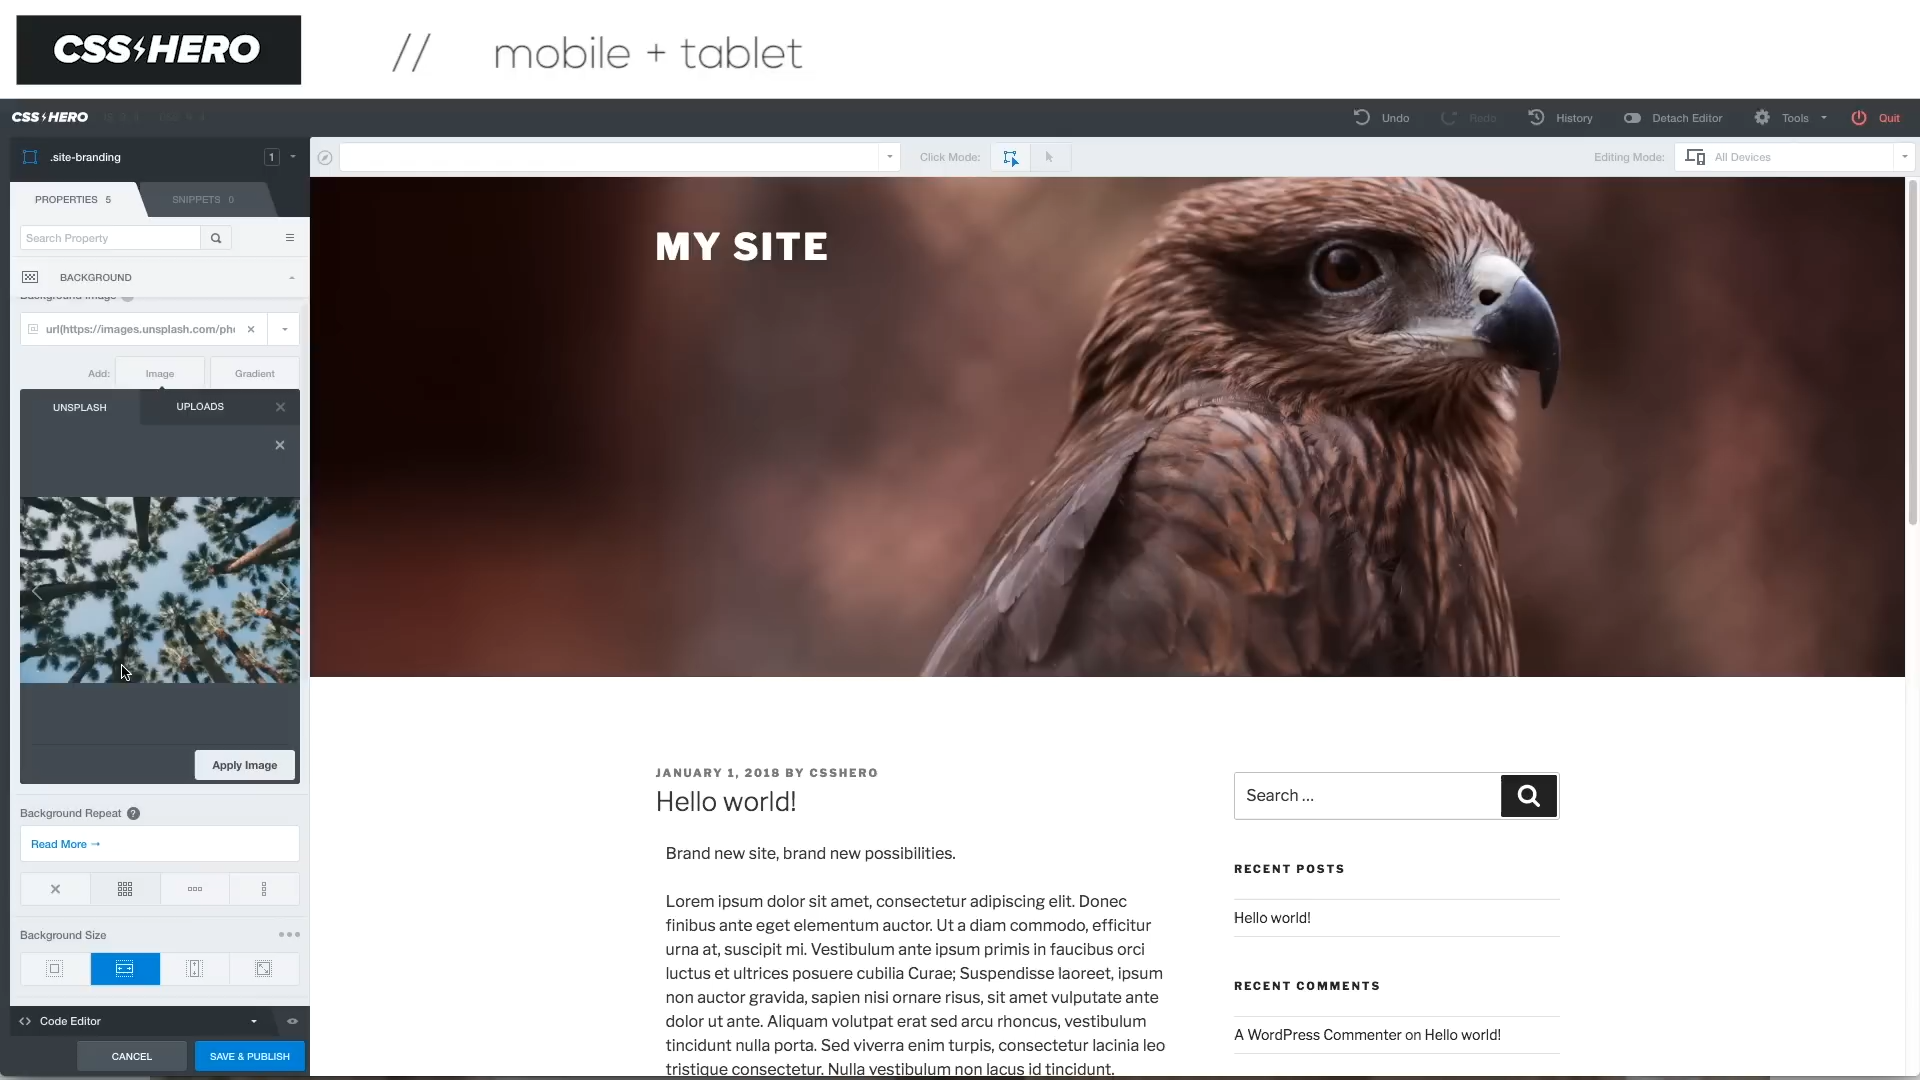 CSS HERO // mobile + tablet
CSS HERO Undo Redo History Detach Editor Tools Quit
.site-branding 1 Click Mode: Editing Mode: All Devices
PROPERTIES 5 SNIPPETS 0
Search Property
BACKGROUND
Background Image
url(https://images.unsplash.com/pho
Add: Image Gradient
UNSPLASH UPLOADS
Apply Image
Background Repeat ?
Read More →
Background Size
Code Editor
CANCEL SAVE & PUBLISH
MY SITE
JANUARY 1, 2018 BY CSSHERO
Hello world!
Brand new site, brand new possibilities.
Lorem ipsum dolor sit amet, consectetur adipiscing elit. Donec
finibus ante eget elementum auctor. Ut a diam commodo, efficitur
urna at, suscipit mi. Vestibulum ante ipsum primis in faucibus orci
luctus et ultrices posuere cubilia Curae; Suspendisse laoreet, ipsum
non auctor gravida, sapien nisi ornare risus, sit amet vulputate ante
dolor ut ante. Aliquam volutpat erat sed arcu rhoncus, vestibulum
tincidunt nulla porta. Sed viverra enim turpis, consectetur lacinia leo
tristique consectetur. Nulla vestibulum non lacus id tincidunt.
Search ...
RECENT POSTS
Hello world!
RECENT COMMENTS
A WordPress Commenter on Hello world!